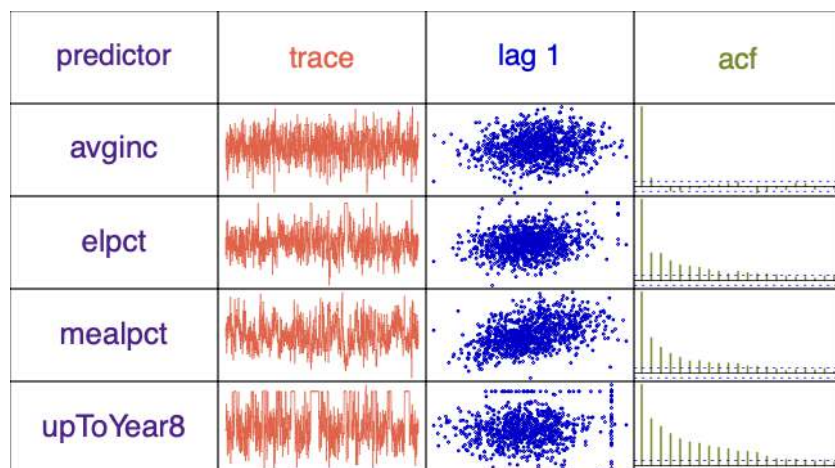 predictor trace lag 1 acf
avginc
elpct
mealpct
upToYear8